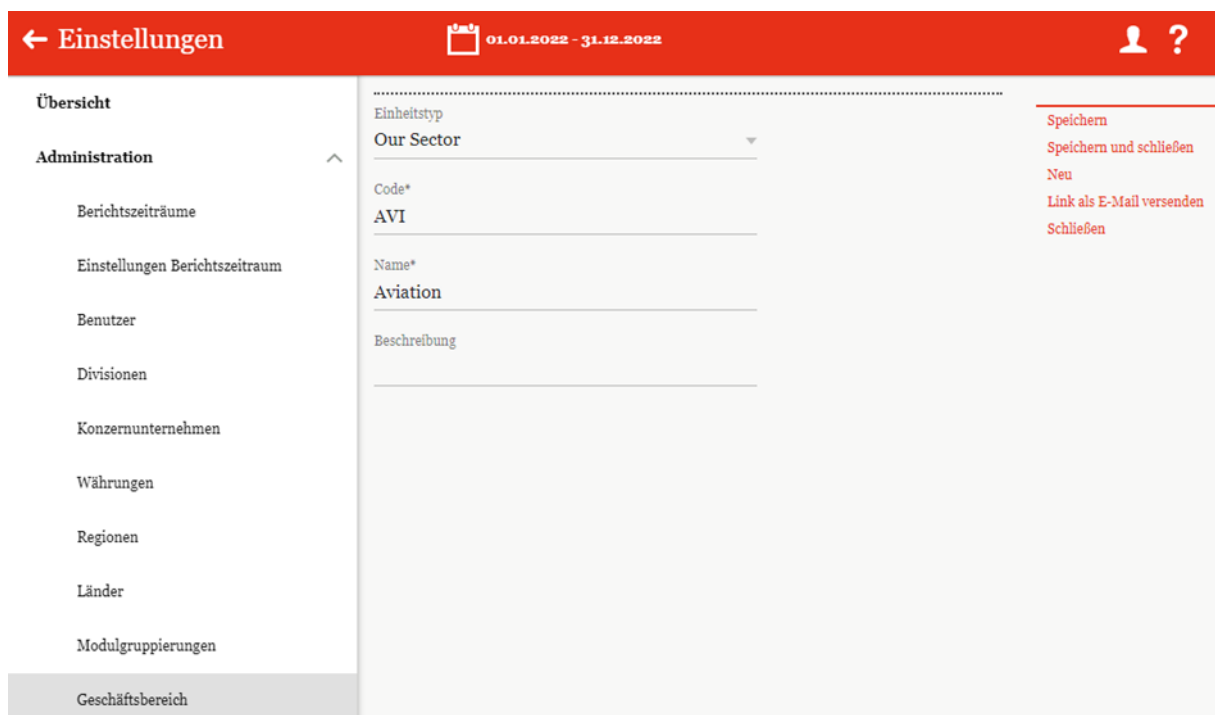 Einstellungen
01.01.2022 - 31.12.2022
?
Übersicht
Administration
Berichtszeiträume
Einstellungen Berichtszeitraum
Benutzer
Divisionen
Konzernunternehmen
Währungen
Regionen
Länder
Modulgruppierungen
Geschäftsbereich
Einheitstyp
Our Sector
Code*
AVI
Name*
Aviation
Beschreibung
Speichern
Speichern und schließen
Neu
Link als E-Mail versenden
Schließen